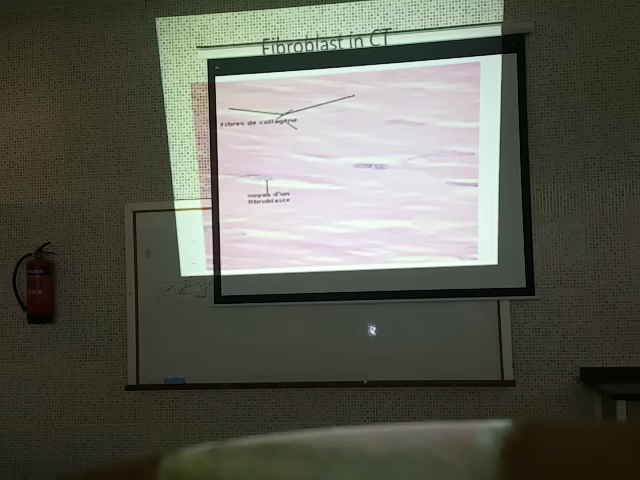 Fibroblast in CT
Fibres de collagène
noyau d'un
fibroblaste